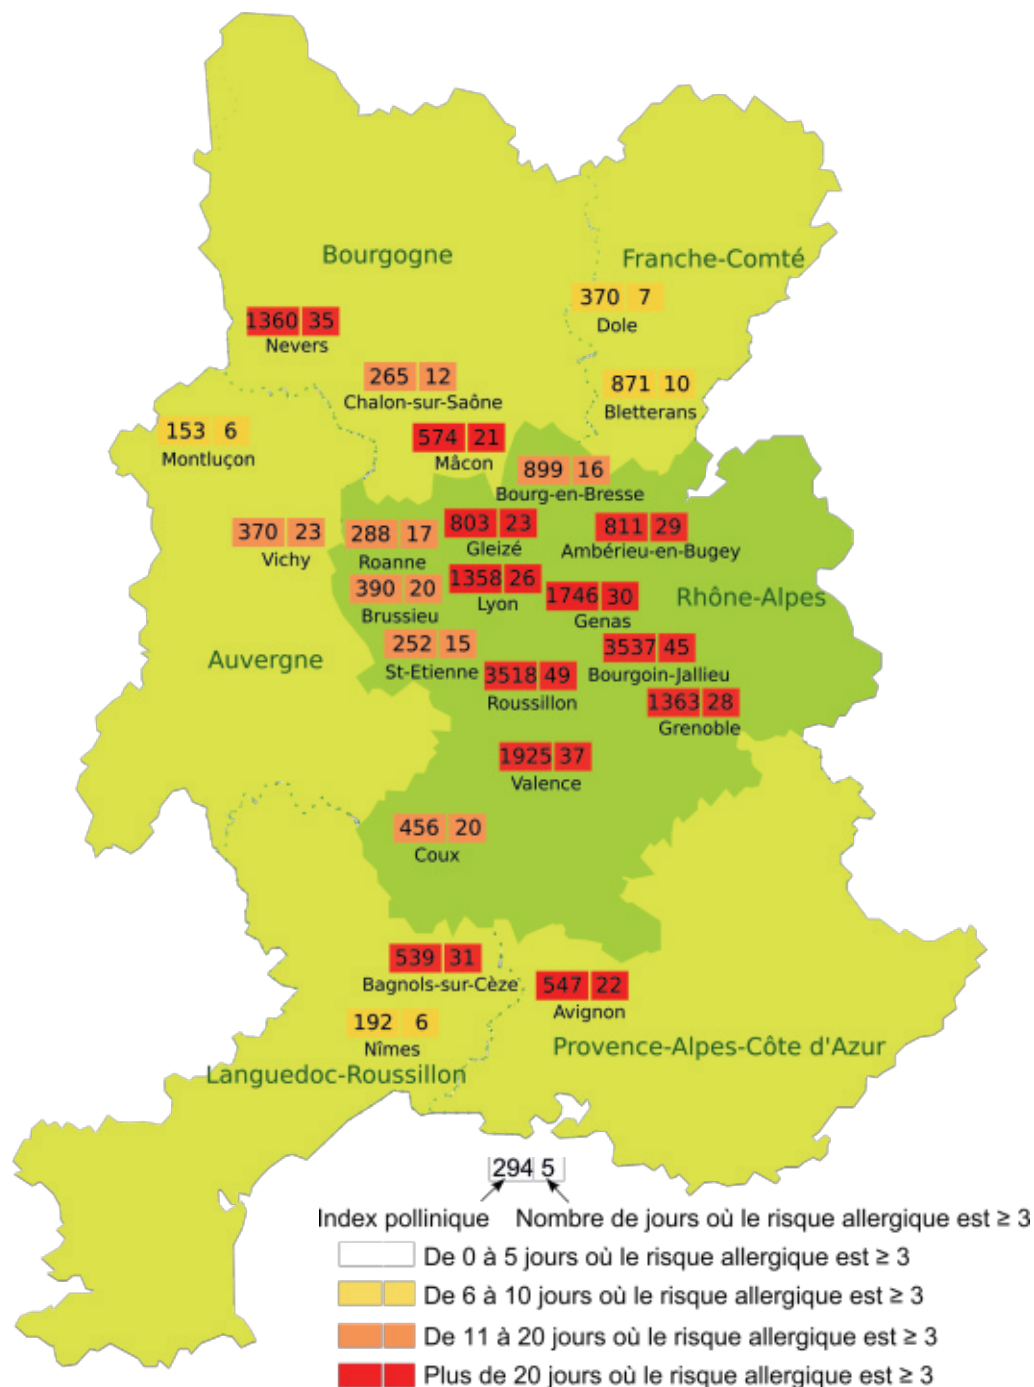 Bourgogne
Franche-Comté
370 7
Dole
1360 35
Nevers
265 12
Chalon-sur-Saône
871 10
Bletterans
153 6
Montluçon
574 21
Mâcon
899 16
Bourg-en-Bresse
370 23
Vichy
288 17
Roanne
803 23
Gleizé
811 29
Ambérieu-en-Bugey
390 20
Brussieu
1358 26
Lyon
1746 30
Genas
Rhône-Alpes
Auvergne
252 15
St-Etienne
3518 49
Roussillon
3537 45
Bourgoin-Jallieu
1363 28
Grenoble
1925 37
Valence
456 20
Coux
539 31
Bagnols-sur-Cèze
547 22
Avignon
192 6
Nîmes
Provence-Alpes-Côte d'Azur
Languedoc-Roussillon
294 5
Index pollinique Nombre de jours où le risque allergique est ≥ 3
De 0 à 5 jours où le risque allergique est ≥ 3
De 6 à 10 jours où le risque allergique est ≥ 3
De 11 à 20 jours où le risque allergique est ≥ 3
Plus de 20 jours où le risque allergique est ≥ 3